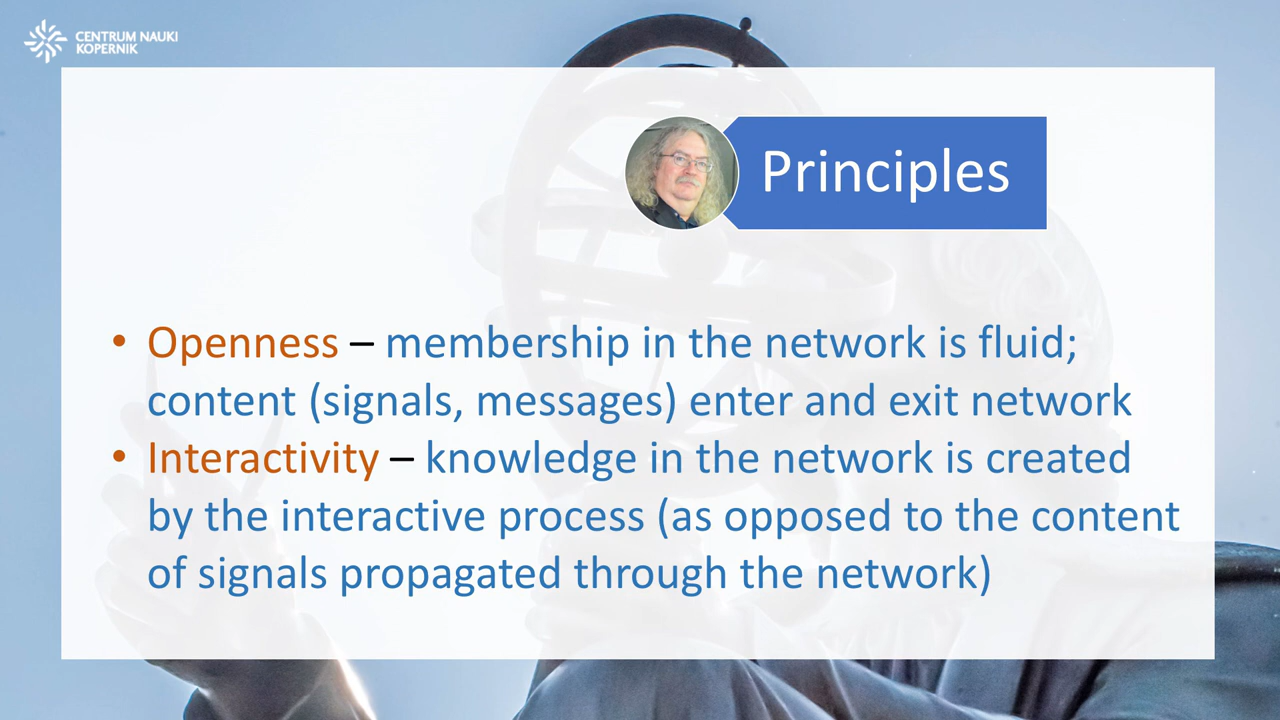 CENTRUM NAUKI
KOPERNIK
Principles
• Openness – membership in the network is fluid;
content (signals, messages) enter and exit network
• Interactivity – knowledge in the network is created
by the interactive process (as opposed to the content
of signals propagated through the network)